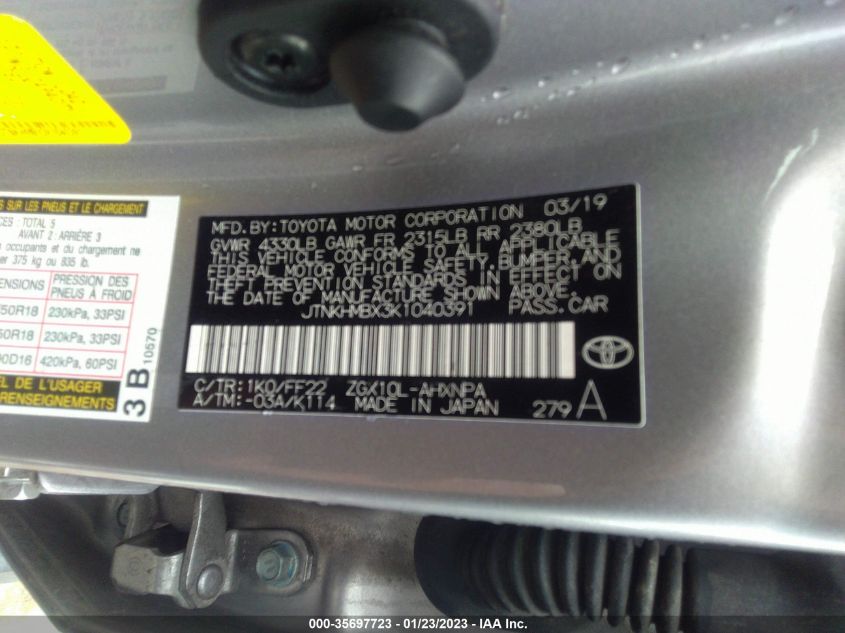 S SUR LES PNEUS ET LE CHARGEMENT
CES : TOTAL 5
AVANT 2 : ARRIÈRE 3
occupants et du chargement ne
er 375 kg ou 835 lb.
ENSIONS PRESSION DES PNEUS À FROID
50R18 230kPa, 33PSI
50R18 230kPa, 33PSI
90D16 420kPa, 60PSI
EL DE L'USAGER
RENSEIGNEMENTS
3 B 10570
MFD.BY:TOYOTA MOTOR CORPORATION 03/19
GVWR 4330LB GAWR FR 2315LB RR 2380LB
THIS VEHICLE CONFORMS TO ALL APPLICABLE
FEDERAL MOTOR VEHICLE SAFETY, BUMPER, AND
THEFT PREVENTION STANDARDS IN EFFECT ON
THE DATE OF MANUFACTURE SHOWN ABOVE.
JTNKHMBX3K1040391 PASS.CAR
C/TR:1K0/FF22 ZGX10L-AHXNPA
A/TM:-03A/K114 MADE IN JAPAN 279 A
000-35697723 - 01/23/2023 - IAA Inc.